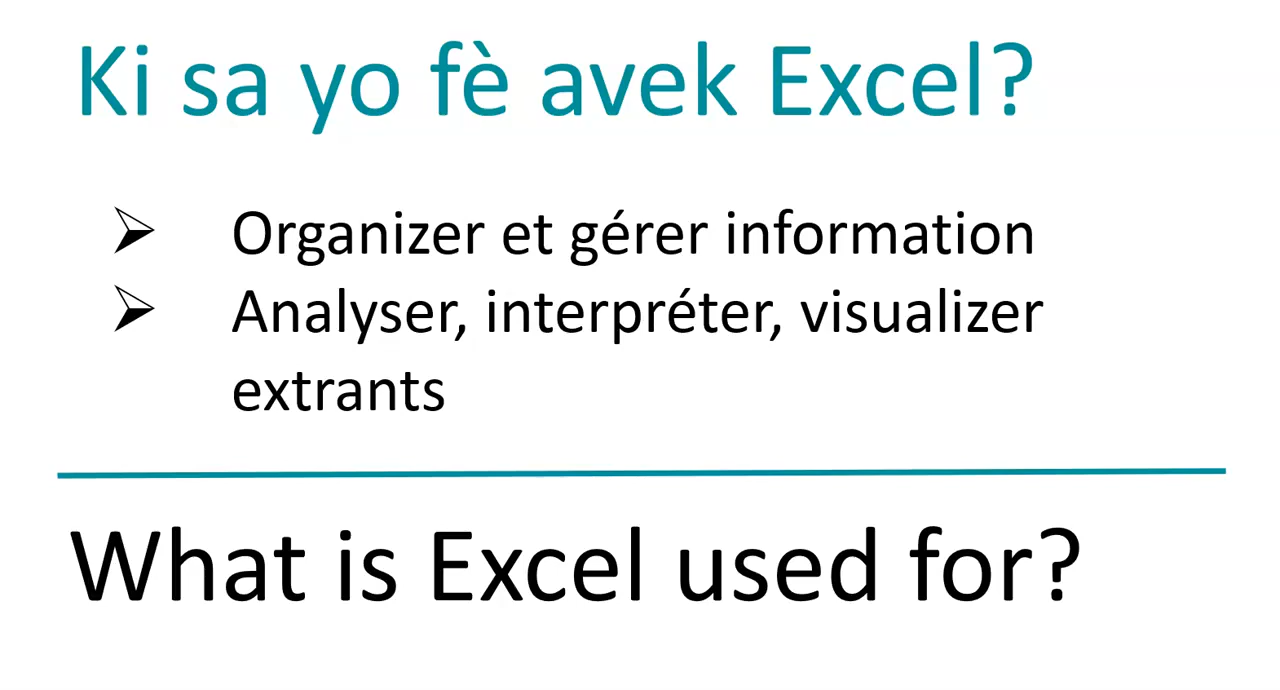 Ki sa yo fè avek Excel?
Organizer et gérer information
Analyser, interpréter, visualizer
extrants
What is Excel used for?